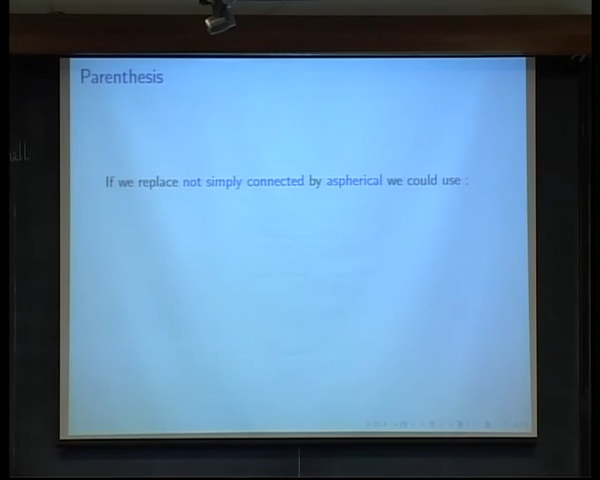 Parenthesis
If we replace not simply connected by aspherical we could use :